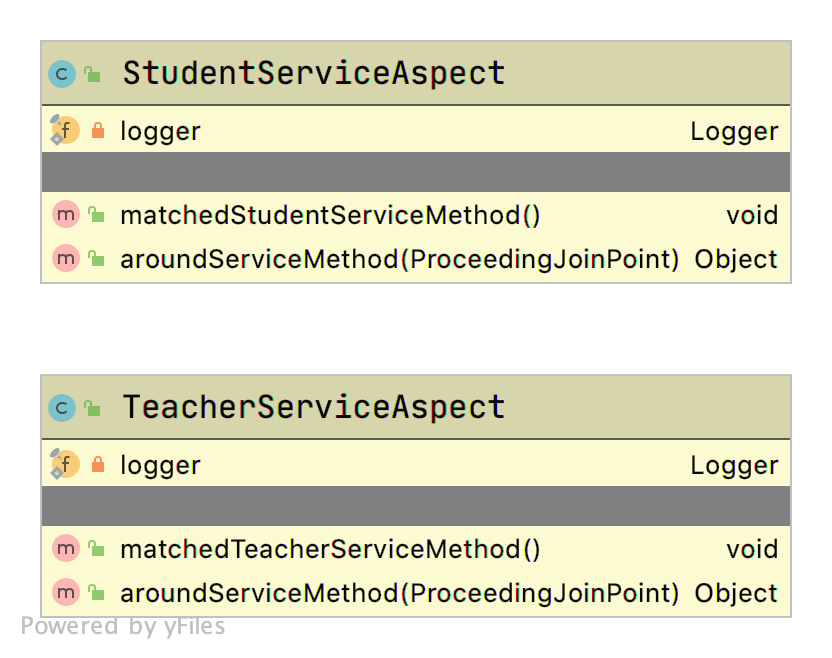 StudentServiceAspect
logger Logger
matchedStudentServiceMethod() void
aroundServiceMethod(ProceedingJoinPoint) Object
TeacherServiceAspect
logger Logger
matchedTeacherServiceMethod() void
aroundServiceMethod(ProceedingJoinPoint) Object
Powered by yFiles